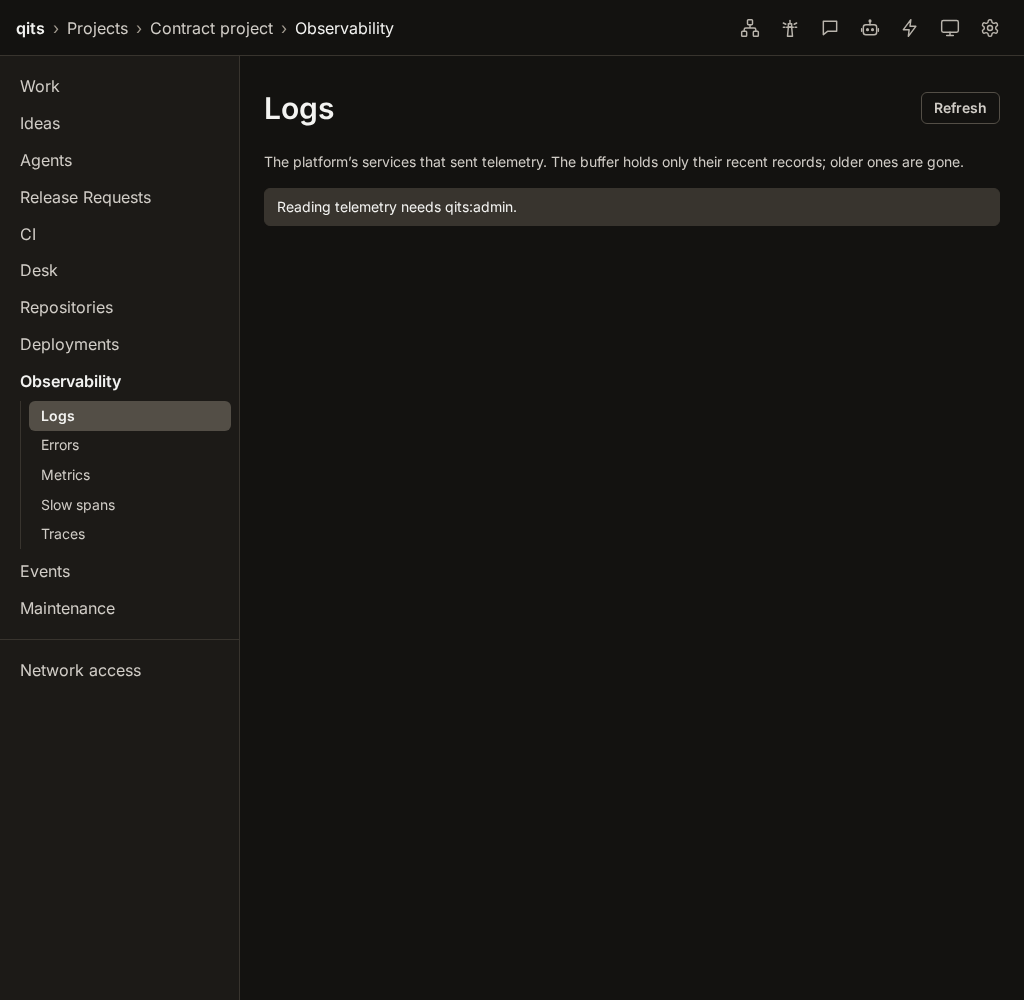 qits › Projects › Contract project › Observability
Work
Ideas
Agents
Release Requests
CI
Desk
Repositories
Deployments
Observability
Logs
Errors
Metrics
Slow spans
Traces
Events
Maintenance
Network access
Logs
Refresh
The platform’s services that sent telemetry. The buffer holds only their recent records; older ones are gone.
Reading telemetry needs qits:admin.